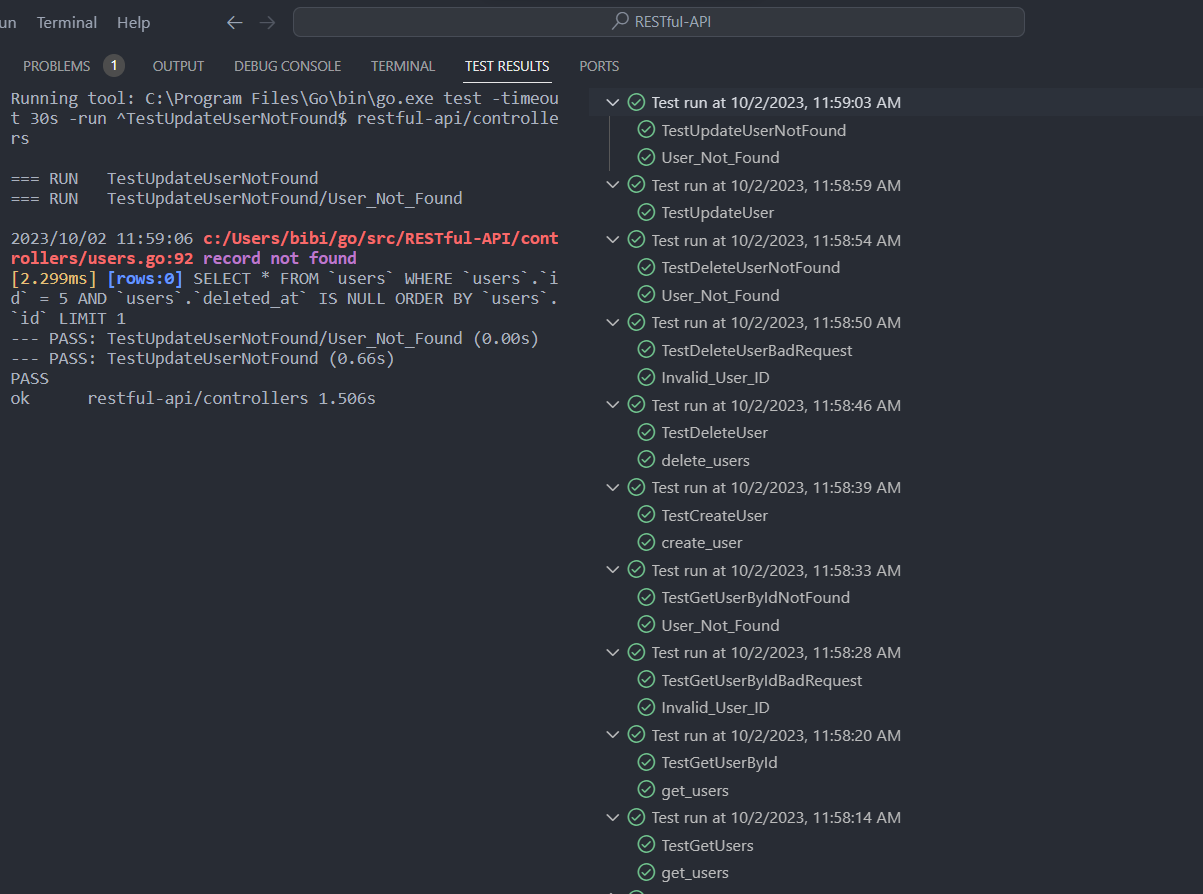 un Terminal Help RESTful-API
PROBLEMS 1 OUTPUT DEBUG CONSOLE TERMINAL TEST RESULTS PORTS
Running tool: C:\Program Files\Go\bin\go.exe test -timeou
t 30s -run ^TestUpdateUserNotFound$ restful-api/controlle
rs
=== RUN   TestUpdateUserNotFound
=== RUN   TestUpdateUserNotFound/User_Not_Found
2023/10/02 11:59:06 c:/Users/bibi/go/src/RESTful-API/cont
rollers/users.go:92 record not found
[2.299ms] [rows:0] SELECT * FROM `users` WHERE `users`.`i
d` = 5 AND `users`.`deleted_at` IS NULL ORDER BY `users`.
`id` LIMIT 1
--- PASS: TestUpdateUserNotFound/User_Not_Found (0.00s)
--- PASS: TestUpdateUserNotFound (0.66s)
PASS
ok      restful-api/controllers 1.506s
Test run at 10/2/2023, 11:59:03 AM
TestUpdateUserNotFound
User_Not_Found
Test run at 10/2/2023, 11:58:59 AM
TestUpdateUser
Test run at 10/2/2023, 11:58:54 AM
TestDeleteUserNotFound
User_Not_Found
Test run at 10/2/2023, 11:58:50 AM
TestDeleteUserBadRequest
Invalid_User_ID
Test run at 10/2/2023, 11:58:46 AM
TestDeleteUser
delete_users
Test run at 10/2/2023, 11:58:39 AM
TestCreateUser
create_user
Test run at 10/2/2023, 11:58:33 AM
TestGetUserByIdNotFound
User_Not_Found
Test run at 10/2/2023, 11:58:28 AM
TestGetUserByIdBadRequest
Invalid_User_ID
Test run at 10/2/2023, 11:58:20 AM
TestGetUserById
get_users
Test run at 10/2/2023, 11:58:14 AM
TestGetUsers
get_users